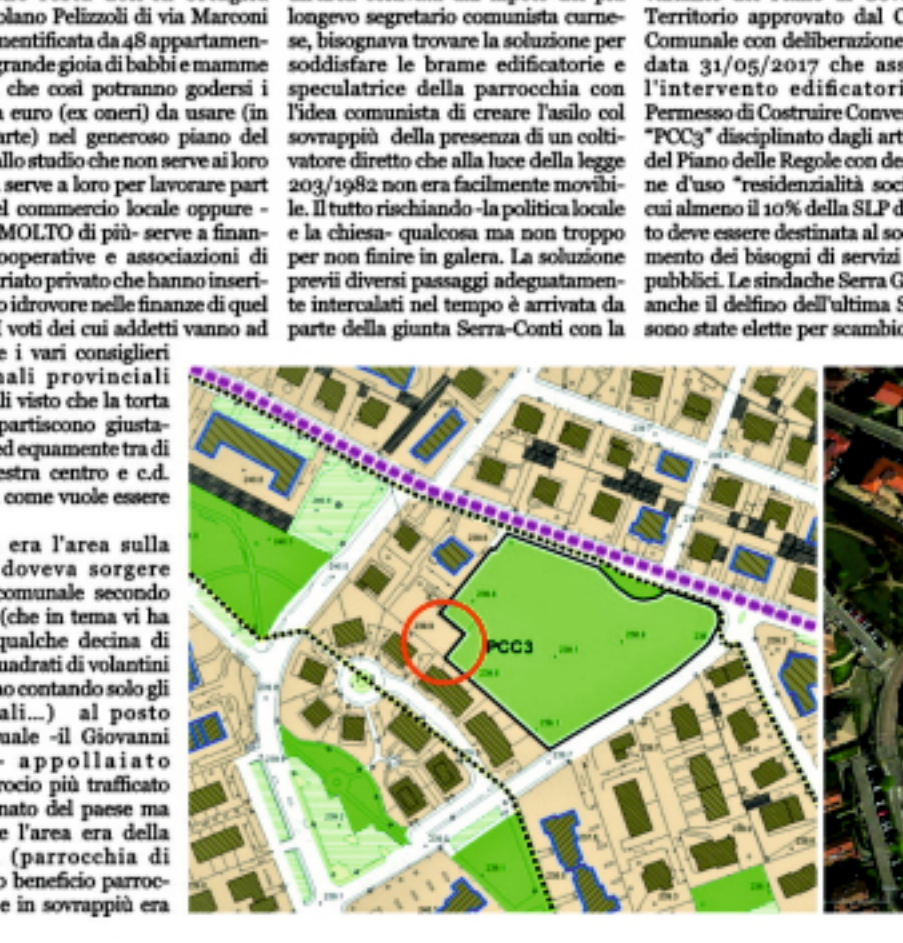 olano Pelizzoli di via Marconi
mentificata da 48 appartamen-
grande gioia di babbi e mamme
che così potranno godersi i
euro (ex oneri) da usare (in
arte) nel generoso piano del
allo studio che non serve ai loro
serve a loro per lavorare part
el commercio locale oppure -
MOLTO di più- serve a finan-
ooperative e associazioni di
riato privato che hanno inseri-
o idrovore nelle finanze di quel
I voti dei cui addetti vanno ad
e i vari consiglieri
nali provinciali
li visto che la torta
partiscono giusta-
ed equamente tra di
estra centro e c.d.
come vuole essere
era l'area sulla
doveva sorgere
comunale secondo
(che in tema vi ha
qualche decina di
uadrati di volantini
no contando solo gli
ali...) al posto
uale -il Giovanni
- appollaiato
rocio più trafficato
nato del paese ma
e l'area era della
(parrocchia di
o beneficio parroc-
e in sovrappiù era
longevo segretario comunista curne-
se, bisognava trovare la soluzione per
soddisfare le brame edificatorie e
speculatrice della parrocchia con
l'idea comunista di creare l'asilo col
sovrappiù della presenza di un colti-
vatore diretto che alla luce della legge
203/1982 non era facilmente movibi-
le. Il tutto rischiando -la politica locale
e la chiesa- qualcosa ma non troppo
per non finire in galera. La soluzione
previi diversi passaggi adeguatamen-
te intercalati nel tempo è arrivata da
parte della giunta Serra-Conti con la
Territorio approvato dal C
Comunale con deliberazione
data 31/05/2017 che ass
l'intervento edificatori
Permesso di Costruire Conve
"PCC3" disciplinato dagli art
del Piano delle Regole con de
ne d'uso "residenzialità soci
cui almeno il 10% della SLP d
to deve essere destinata al so
mento dei bisogni di servizi
pubblici. Le sindache Serra G
anche il delfino dell'ultima S
sono state elette per scambio
PCC3